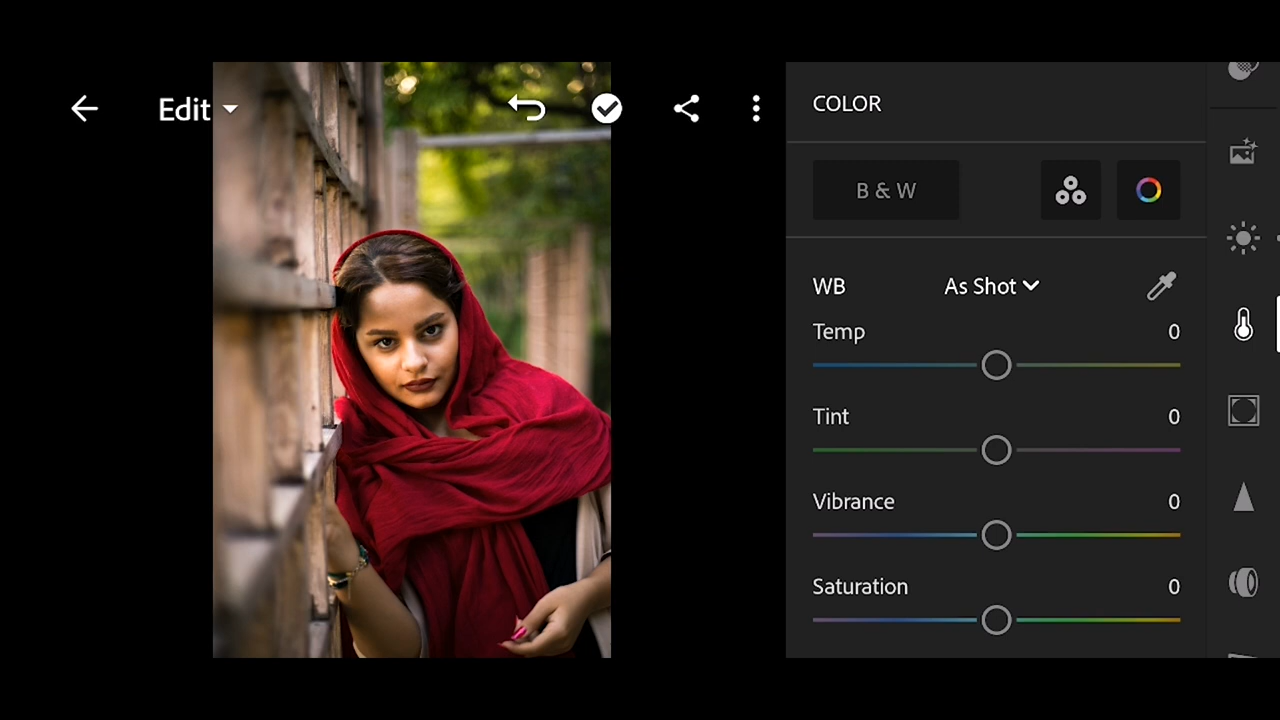 Edit
COLOR
B & W
WB As Shot
Temp 0
Tint 0
Vibrance 0
Saturation 0